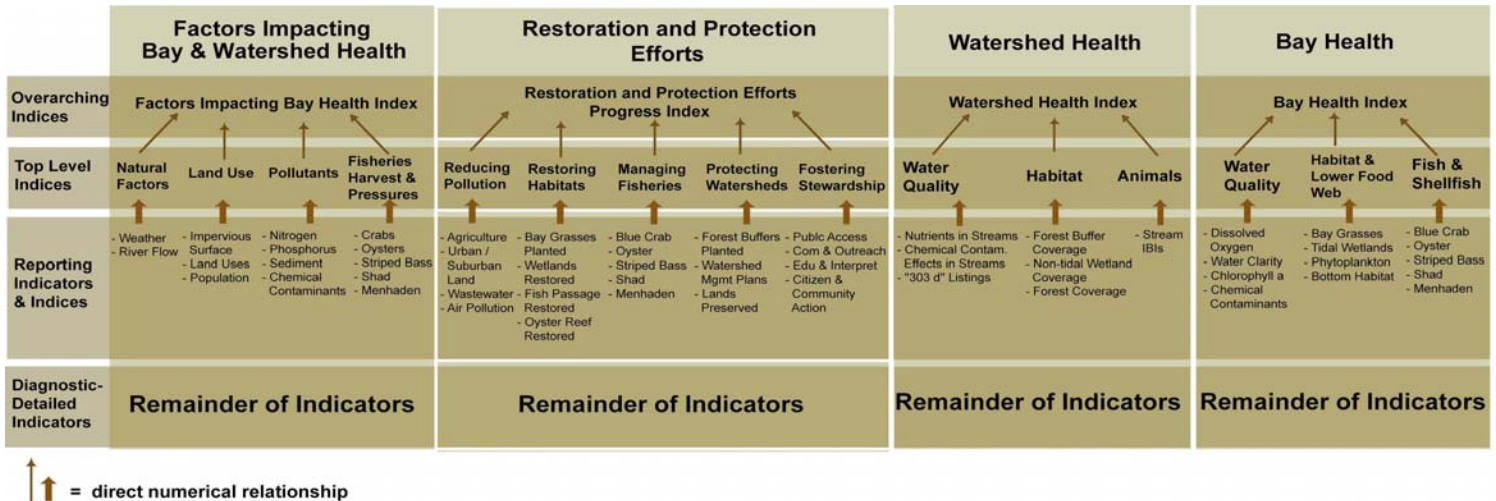 Factors Impacting
Bay & Watershed Health
Restoration and Protection
Efforts
Watershed Health
Bay Health
Overarching
Indices
Factors Impacting Bay Health Index
Restoration and Protection Efforts
Progress Index
Watershed Health Index
Bay Health Index
Top Level
Indices
Natural
Factors
Land Use
Pollutants
Fisheries
Harvest &
Pressures
Reducing
Pollution
Restoring
Habitats
Managing
Fisheries
Protecting
Watersheds
Fostering
Stewardship
Water
Quality
Habitat
Animals
Water
Quality
Habitat &
Lower Food
Web
Fish &
Shellfish
Reporting
Indicators
& Indices
- Weather
- River Flow
- Impervious
Surface
- Land Uses
- Population
- Nitrogen
- Phosphorus
- Sediment
- Chemical
Contaminants
- Crabs
- Oysters
- Striped Bass
- Shad
- Menhaden
- Agriculture
- Urban /
Suburban
Land
- Wastewater
- Air Pollution
- Bay Grasses
Planted
- Wetlands
Restored
- Fish Passage
Restored
- Oyster Reef
Restored
- Blue Crab
- Oyster
- Striped Bass
- Shad
- Menhaden
- Forest Buffers
Planted
- Watershed
Mgmt Plans
- Lands
Preserved
- Publc Access
- Com & Outreach
- Edu & Interpret
- Citizen &
Community
Action
- Nutrients in Streams
- Chemical Contam.
Effects in Streams
- "303 d" Listings
- Forest Buffer
Coverage
- Non-tidal Wetland
Coverage
- Forest Coverage
- Stream
IBIs
- Dissolved
Oxygen
- Water Clarity
- Chlorophyll a
- Chemical
Contaminants
- Bay Grasses
- Tidal Wetlands
- Phytoplankton
- Bottom Habitat
- Blue Crab
- Oyster
- Striped Bass
- Shad
- Menhaden
Diagnostic-
Detailed
Indicators
Remainder of Indicators
Remainder of Indicators
Remainder of Indicators
Remainder of Indicators
= direct numerical relationship